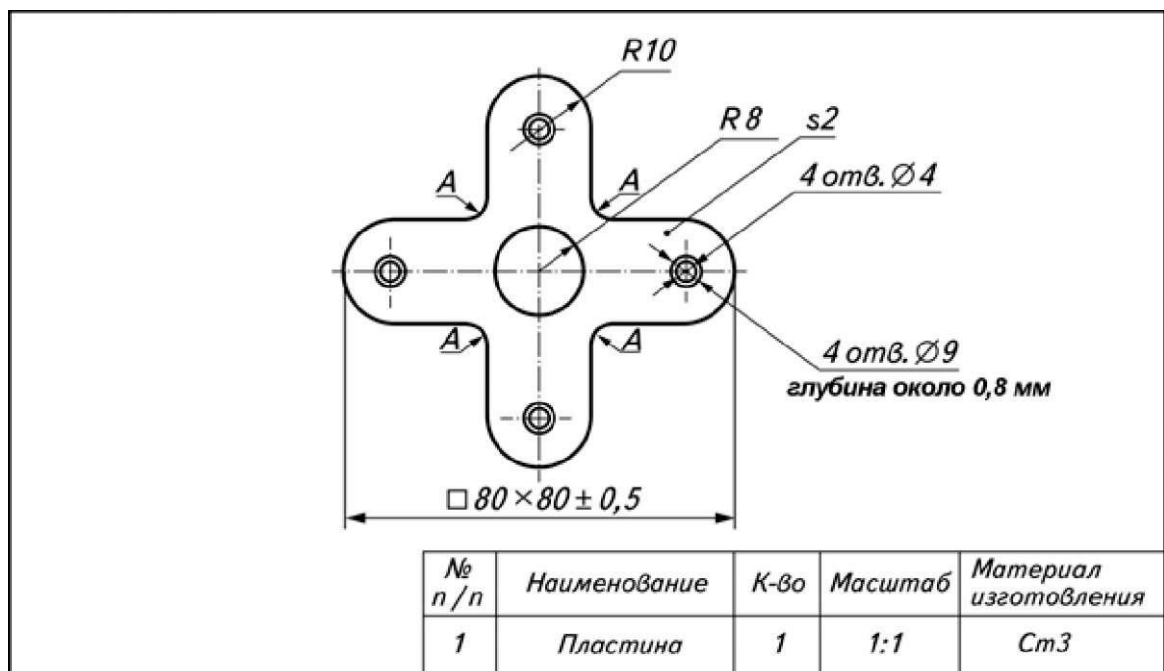 R10
R 8
s2
4 отв. ∅ 4
A
A
A
A
4 отв. ∅9
глубина около 0,8 мм
□ 80 × 80 ± 0,5
№ п / п
Наименование
К-во
Масштаб
Материал изготовления
1
Пластина
1
1:1
Ст3